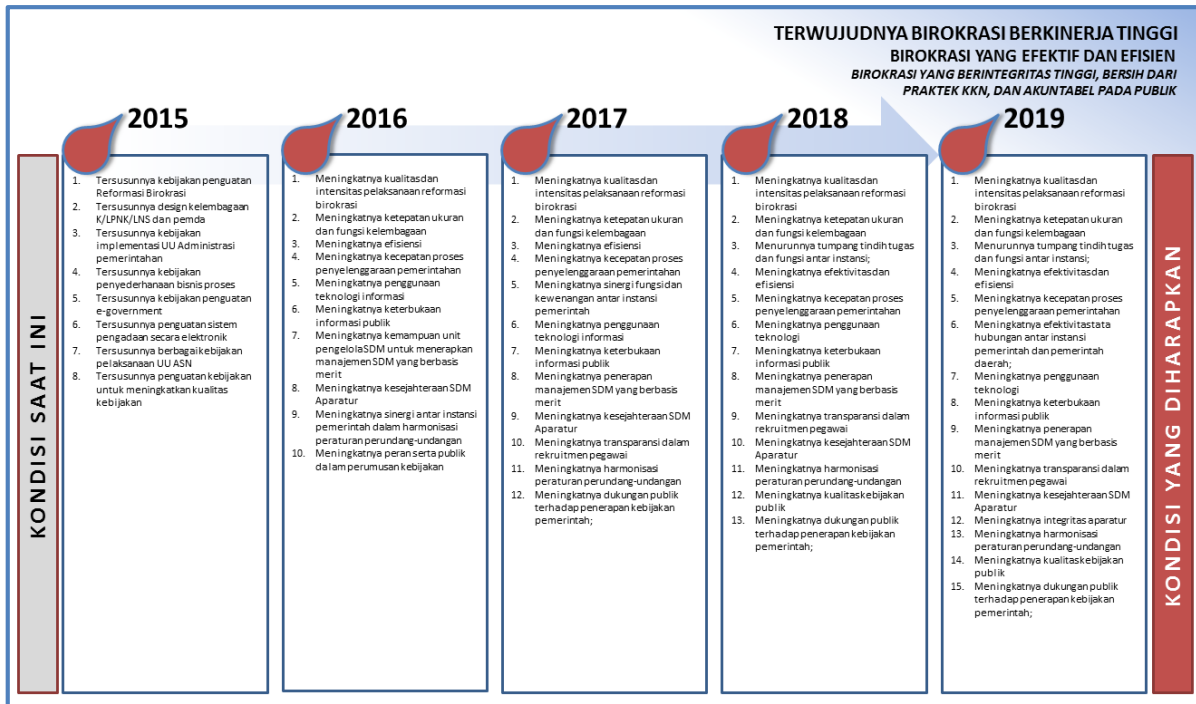 TERWUJUDNYA BIROKRASI BERKINERJA TINGGI
BIROKRASI YANG EFEKTIF DAN EFISIEN
BIROKRASI YANG BERINTEGRITAS TINGGI, BERSIH DARI
PRAKTEK KKN, DAN AKUNTABEL PADA PUBLIK
KONDISI SAAT INI
2015
1. Tersusunnya kebijakan penguatan
Reformasi Birokrasi
2. Tersusunnya design kelembagaan
K/LPNK/LNS dan pemda
3. Tersusunnya kebijakan
implementasi UU Administrasi
pemerintahan
4. Tersusunnya kebijakan
penyederhanaan bisnis proses
5. Tersusunnya kebijakan penguatan
e-government
6. Tersusunnya penguatan sistem
pengadaan secara elektronik
7. Tersusunnya berbagai kebijakan
pelaksanaan UU ASN
8. Tersusunnya penguatan kebijakan
untuk meningkatkan kualitas
kebijakan
2016
1. Meningkatnya kualitas dan
intensitas pelaksanaan reformasi
birokrasi
2. Meningkatnya ketepatan ukuran
dan fungsi kelembagaan
3. Meningkatnya efisiensi
4. Meningkatnya kecepatan proses
penyelenggaraan pemerintahan
5. Meningkatnya penggunaan
teknologi informasi
6. Meningkatnya keterbukaan
informasi publik
7. Meningkatnya kemampuan unit
pengelola SDM untuk menerapkan
manajemen SDM yang berbasis
merit
8. Meningkatnya kesejahteraan SDM
Aparatur
9. Meningkatnya sinergi antar instansi
pemerintah dalam harmonisasi
peraturan perundang-undangan
10. Meningkatnya peran serta publik
dalam perumusan kebijakan
2017
1. Meningkatnya kualitas dan
intensitas pelaksanaan reformasi
birokrasi
2. Meningkatnya ketepatan ukuran
dan fungsi kelembagaan
3. Meningkatnya efisiensi
4. Meningkatnya kecepatan proses
penyelenggaraan pemerintahan
5. Meningkatnya sinergi fungsi dan
kewenangan antar instansi
pemerintah
6. Meningkatnya penggunaan
teknologi informasi
7. Meningkatnya keterbukaan
informasi publik
8. Meningkatnya penerapan
manajemen SDM yang berbasis
merit
9. Meningkatnya kesejahteraan SDM
Aparatur
10. Meningkatnya transparansi dalam
rekruitmen pegawai
11. Meningkatnya harmonisasi
peraturan perundang-undangan
12. Meningkatnya dukungan publik
terhadap penerapan kebijakan
pemerintah;
2018
1. Meningkatnya kualitas dan
intensitas pelaksanaan reformasi
birokrasi
2. Meningkatnya ketepatan ukuran
dan fungsi kelembagaan
3. Menurunnya tumpang tindih tugas
dan fungsi antar instansi;
4. Meningkatnya efektivitas dan
efisiensi
5. Meningkatnya kecepatan proses
penyelenggaraan pemerintahan
6. Meningkatnya penggunaan
teknologi
7. Meningkatnya keterbukaan
informasi publik
8. Meningkatnya penerapan
manajemen SDM yang berbasis
merit
9. Meningkatnya transparansi dalam
rekruitmen pegawai
10. Meningkatnya kesejahteraan SDM
Aparatur
11. Meningkatnya harmonisasi
peraturan perundang-undangan
12. Meningkatnya kualitas kebijakan
publik
13. Meningkatnya dukungan publik
terhadap penerapan kebijakan
pemerintah;
2019
1. Meningkatnya kualitas dan
intensitas pelaksanaan reformasi
birokrasi
2. Meningkatnya ketepatan ukuran
dan fungsi kelembagaan
3. Menurunnya tumpang tindih tugas
dan fungsi antar instansi;
4. Meningkatnya efektivitas dan
efisiensi
5. Meningkatnya kecepatan proses
penyelenggaraan pemerintahan
6. Meningkatnya efektivitas tata
hubungan antar instansi
pemerintah dan pemerintah
daerah;
7. Meningkatnya penggunaan
teknologi
8. Meningkatnya keterbukaan
informasi publik
9. Meningkatnya penerapan
manajemen SDM yang berbasis
merit
10. Meningkatnya transparansi dalam
rekruitmen pegawai
11. Meningkatnya kesejahteraan SDM
Aparatur
12. Meningkatnya integritas aparatur
13. Meningkatnya harmonisasi
peraturan perundang-undangan
14. Meningkatnya kualitas kebijakan
publik
15. Meningkatnya dukungan publik
terhadap penerapan kebijakan
pemerintah;
KONDISI YANG DIHARAPKAN